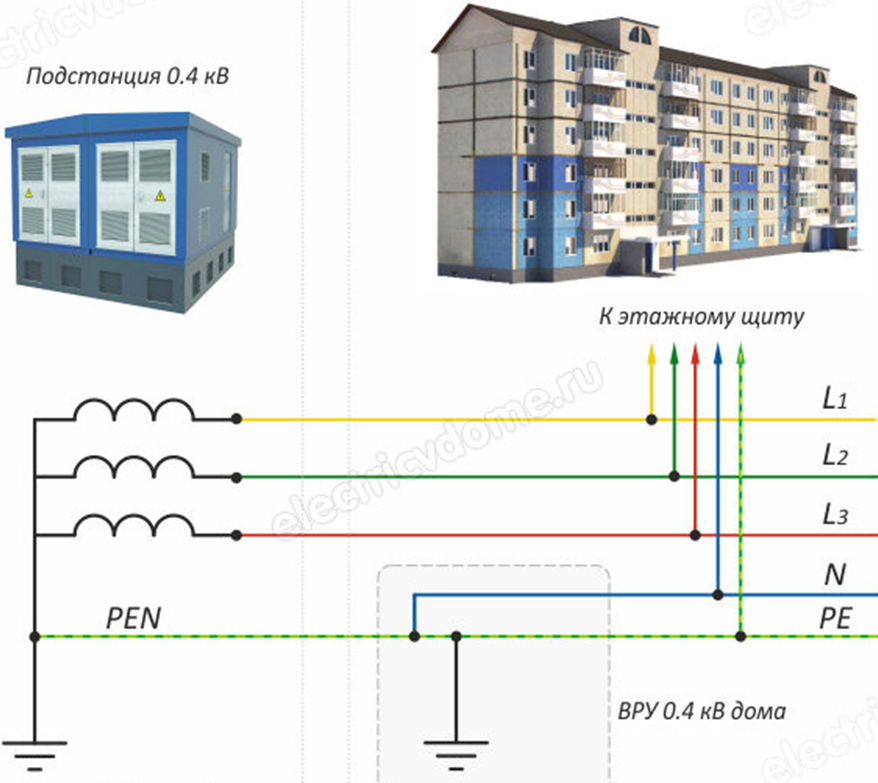 Подстанция 0.4 кВ
К этажному щиту
L1
L2
L3
N
PEN
PE
ВРУ 0.4 кВ дома
electricvdome.ru